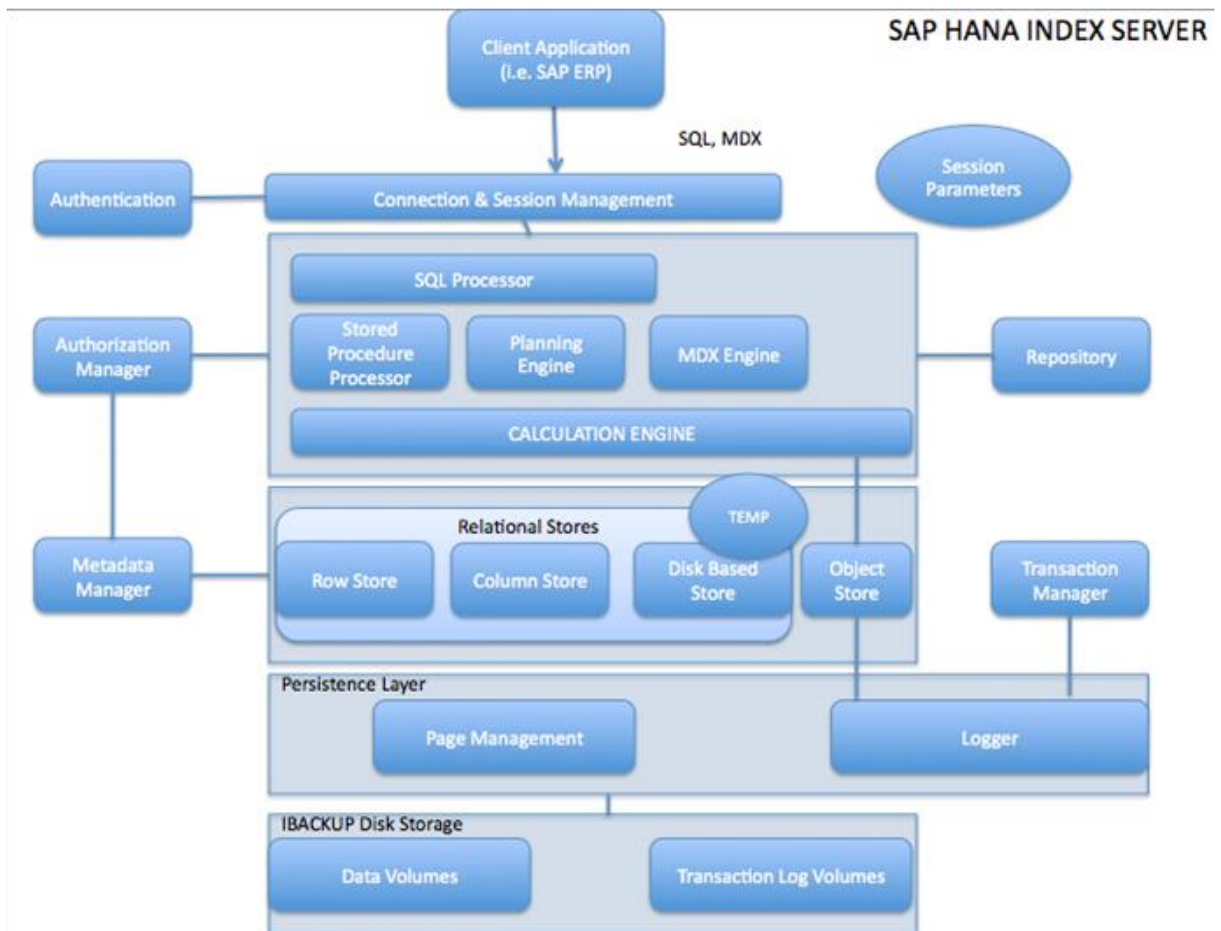 SAP HANA INDEX SERVER
Client Application
(i.e. SAP ERP)
SQL, MDX
Session
Parameters
Authentication
Connection & Session Management
SQL Processor
Authorization
Manager
Stored
Procedure
Processor
Planning
Engine
MDX Engine
Repository
CALCULATION ENGINE
TEMP
Relational Stores
Metadata
Manager
Row Store
Column Store
Disk Based
Store
Object
Store
Transaction
Manager
Persistence Layer
Page Management
Logger
IBACKUP Disk Storage
Data Volumes
Transaction Log Volumes